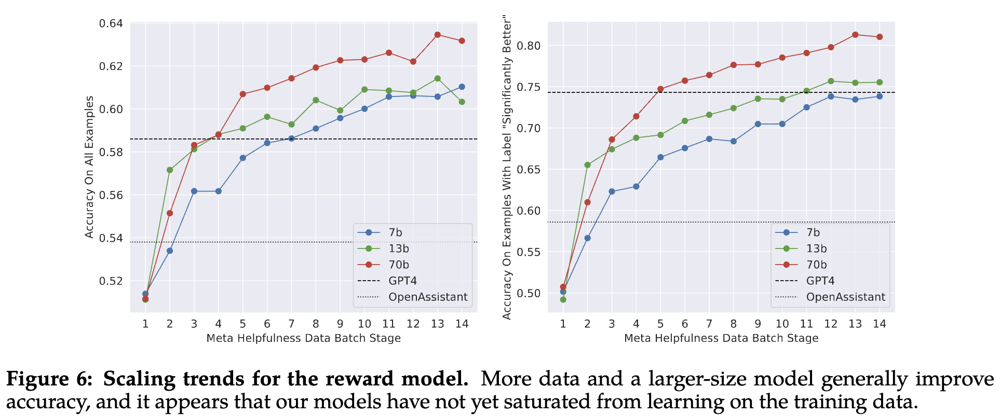 Accuracy On All Examples
0.64
0.62
0.60
0.58
0.56
0.54
0.52
7b
13b
70b
GPT4
OpenAssistant
1 2 3 4 5 6 7 8 9 10 11 12 13 14
Meta Helpfulness Data Batch Stage
Accuracy On Examples With Label "Significantly Better"
0.80
0.75
0.70
0.65
0.60
0.55
0.50
7b
13b
70b
GPT4
OpenAssistant
1 2 3 4 5 6 7 8 9 10 11 12 13 14
Meta Helpfulness Data Batch Stage
Figure 6: Scaling trends for the reward model. More data and a larger-size model generally improve
accuracy, and it appears that our models have not yet saturated from learning on the training data.